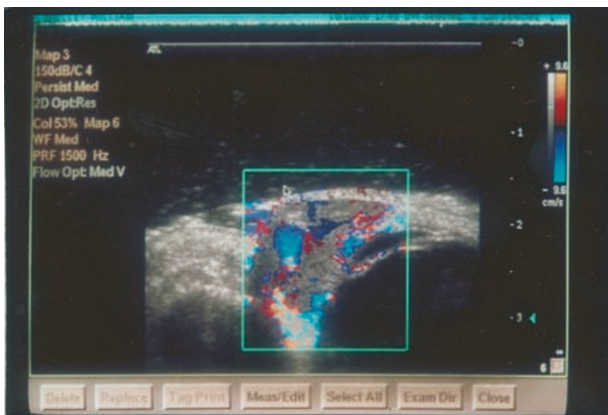 Map 3
150dB/C 4
Persist Med
2D Opt:Res
Col 53% Map 6
WF Med
PRF 1500 Hz
Flow Opt: Med V
ATL
-0
-1
-2
-3
+ 9.6
- 9.6
cm/s
6
Delete Replace Tag Print Meas/Edit Select All Exam Dir Close